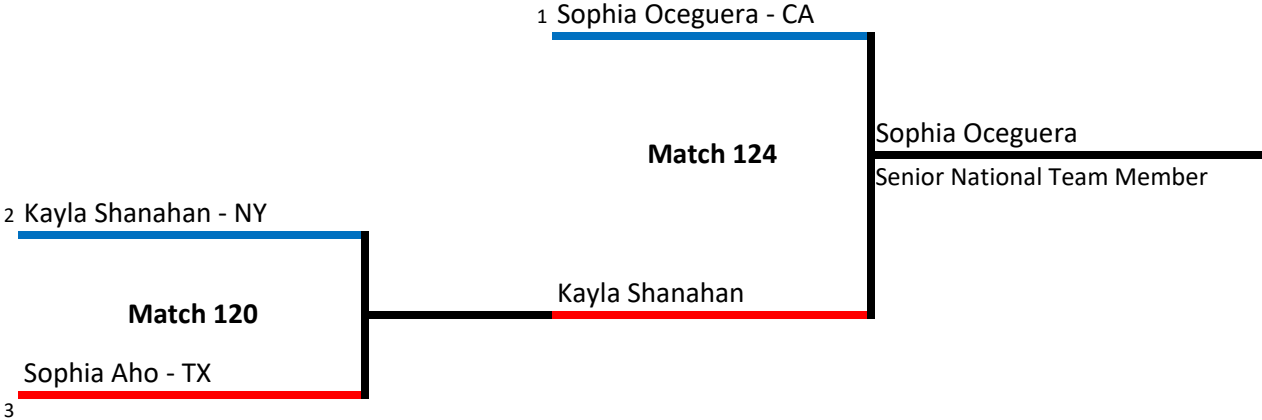 1 Sophia Oceguera - CA
Match 124
Sophia Oceguera
Senior National Team Member
2 Kayla Shanahan - NY
Kayla Shanahan
Match 120
Sophia Aho - TX
3